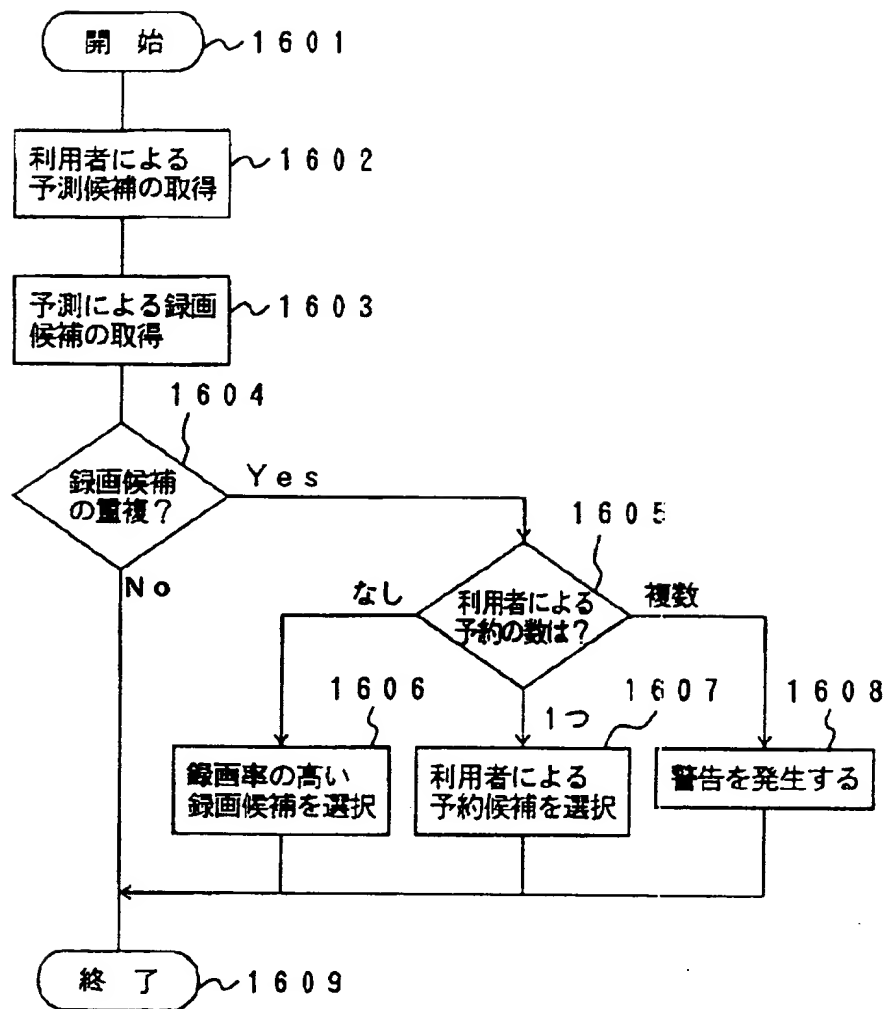 開 始
1601
利用者による
予測候補の取得
1602
予測による録画
候補の取得
1603
1604
録画候補
の重複?
Yes
No
1605
利用者による
予約の数は?
なし
複数
1つ
1606
録画率の高い
録画候補を選択
1607
利用者による
予約候補を選択
1608
警告を発生する
終 了
1609